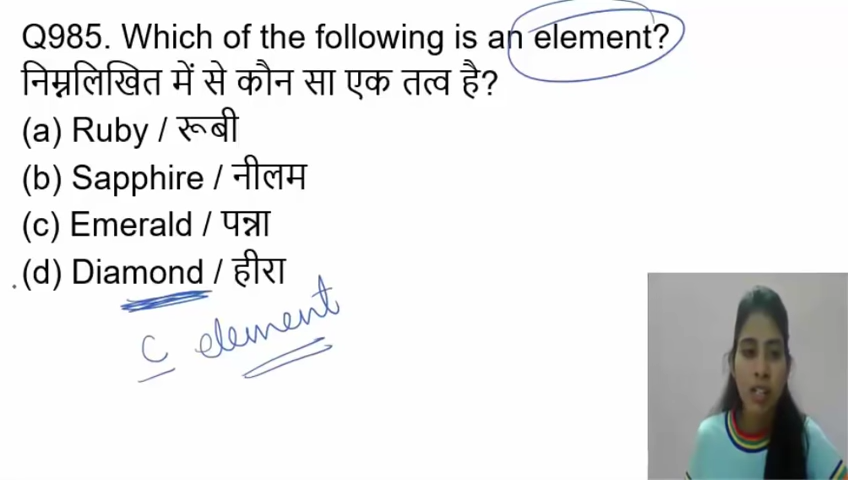 Q985. Which of the following is an element?
निम्नलिखित में से कौन सा एक तत्व है?
(a) Ruby / रूबी
(b) Sapphire / नीलम
(c) Emerald / पन्ना
(d) Diamond / हीरा
C element